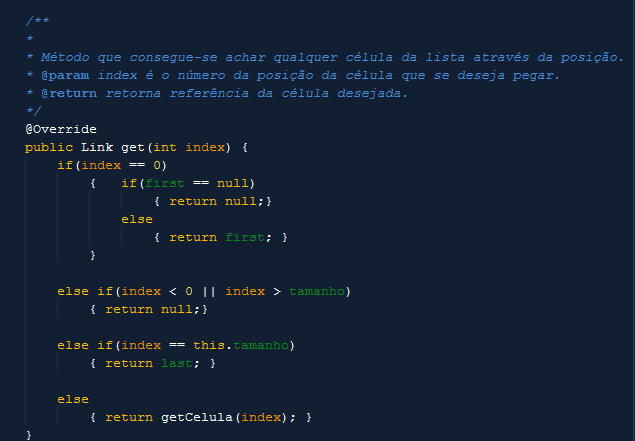 /**
*
* Método que consegue-se achar qualquer célula da lista através da posição.
* @param index é o número da posição da célula que se deseja pegar.
* @return retorna referência da célula desejada.
*/
@Override
public Link get(int index) {
if(index == 0)
{ if(first == null)
{ return null;}
else
{ return first; }
}
else if(index < 0 || index > tamanho)
{ return null;}
else if(index == this.tamanho)
{ return last; }
else
{ return getCelula(index); }
}